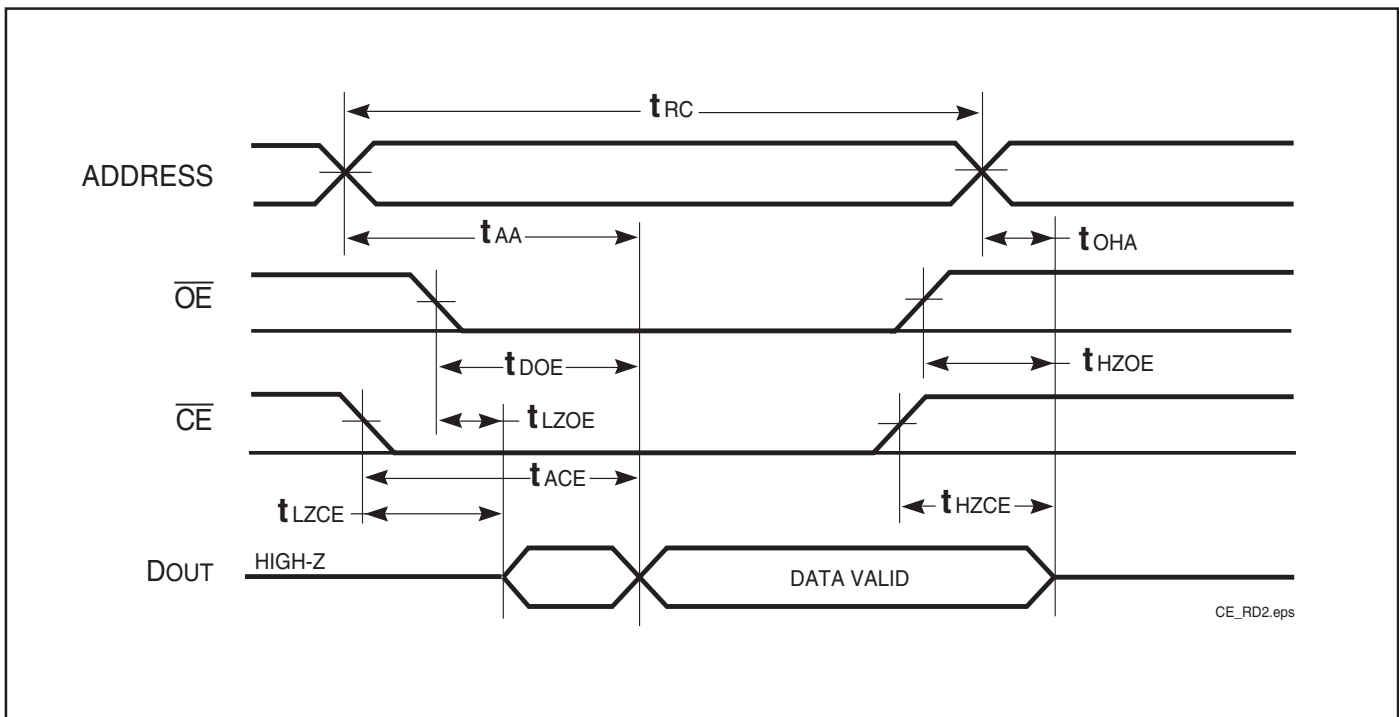 tRC
ADDRESS
tAA
tOHA
OE
tDOE
tHZOE
CE
tLZOE
tACE
tLZCE
tHZCE
DOUT
HIGH-Z
DATA VALID
CE_RD2.eps